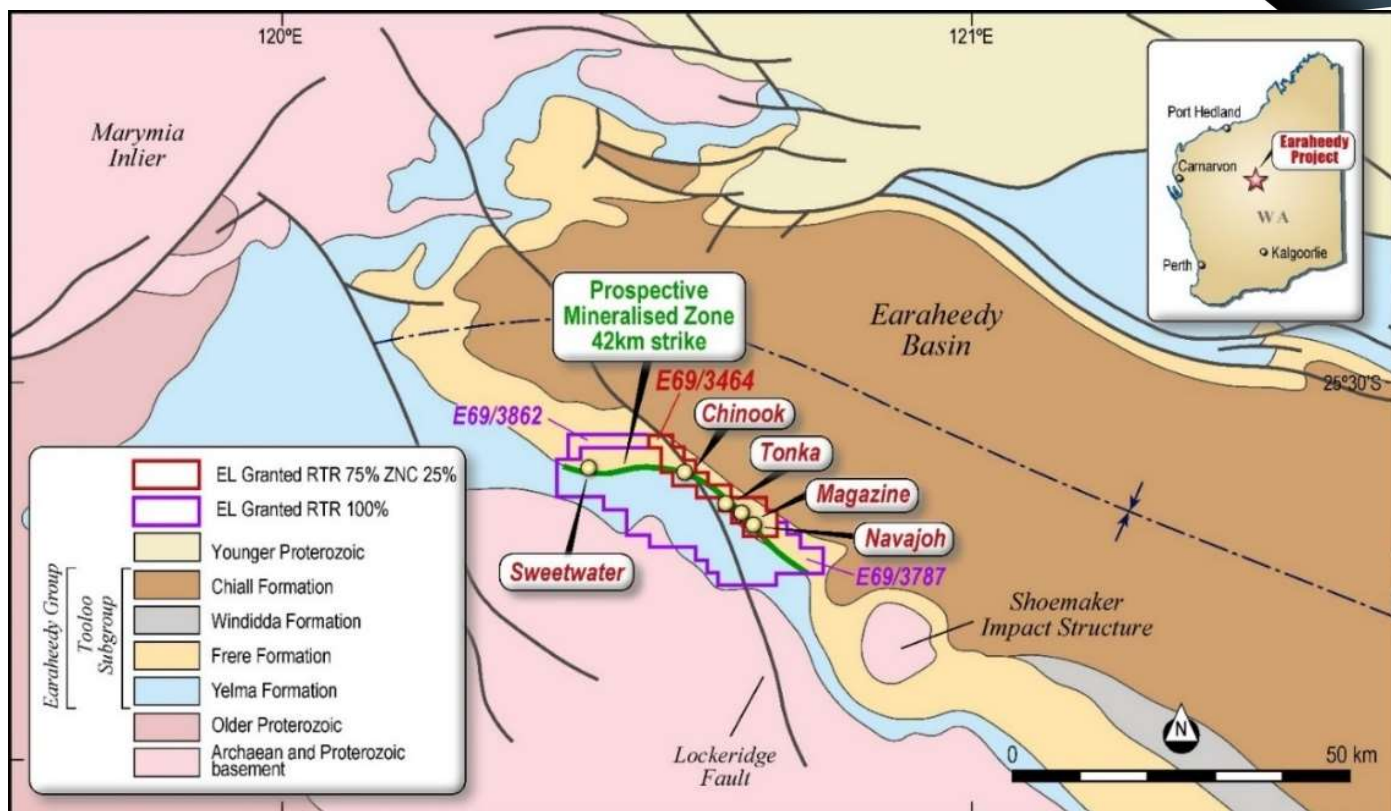 120°E
121°E
Marymia
Inlier
Port Hedland
Earaheedy
Project
Carnarvon
WA
Kalgoorlie
Perth
Prospective
Mineralised Zone
42km strike
Earaheedy
Basin
25°30'S
E69/3464
E69/3862
Chinook
Tonka
Magazine
Navajoh
Sweetwater
E69/3787
Shoemaker
Impact Structure
Lockeridge
Fault
N
0
50 km
EL Granted RTR 75% ZNC 25%
EL Granted RTR 100%
Younger Proterozoic
Chiall Formation
Windidda Formation
Frere Formation
Yelma Formation
Older Proterozoic
Archaean and Proterozoic
basement
Earaheedy Group
Tooloo
Subgroup